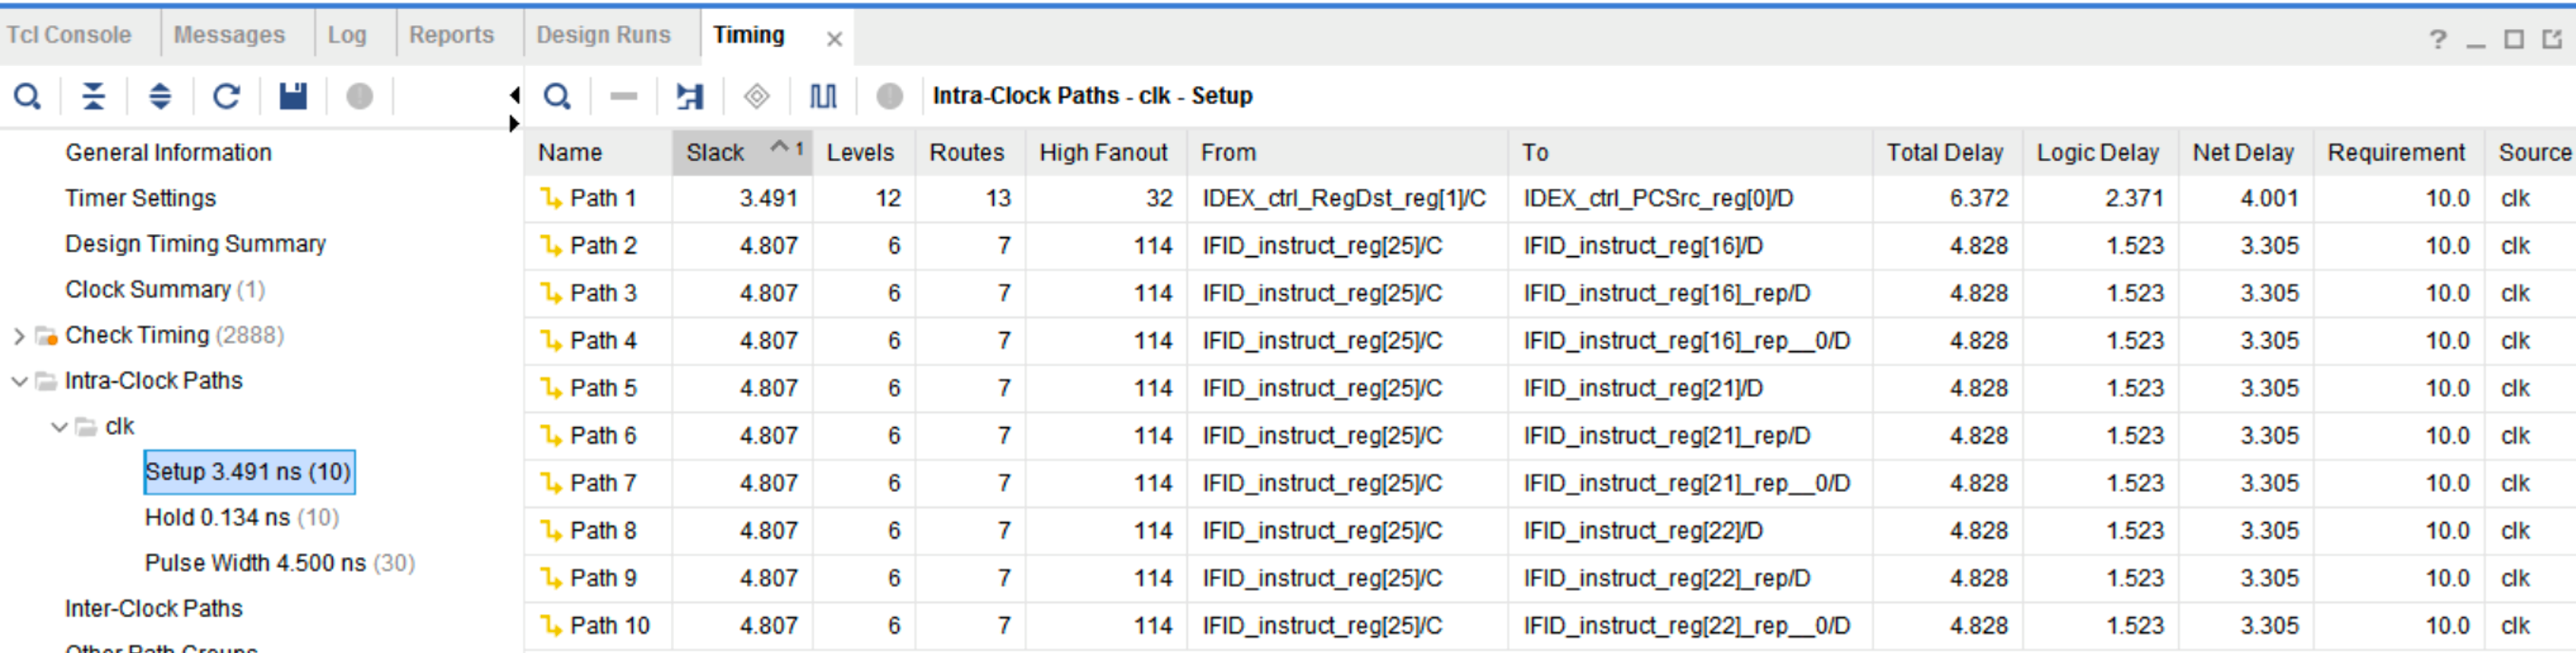 Tcl Console Messages Log Reports Design Runs Timing
Intra-Clock Paths - clk - Setup
General Information
Timer Settings
Design Timing Summary
Clock Summary (1)
Check Timing (2888)
Intra-Clock Paths
clk
Setup 3.491 ns (10)
Hold 0.134 ns (10)
Pulse Width 4.500 ns (30)
Inter-Clock Paths
Other Path Groups
Name Slack 1 Levels Routes High Fanout From To Total Delay Logic Delay Net Delay Requirement Source
Path 1 3.491 12 13 32 IDEX_ctrl_RegDst_reg[1]/C IDEX_ctrl_PCSrc_reg[0]/D 6.372 2.371 4.001 10.0 clk
Path 2 4.807 6 7 114 IFID_instruct_reg[25]/C IFID_instruct_reg[16]/D 4.828 1.523 3.305 10.0 clk
Path 3 4.807 6 7 114 IFID_instruct_reg[25]/C IFID_instruct_reg[16]_rep/D 4.828 1.523 3.305 10.0 clk
Path 4 4.807 6 7 114 IFID_instruct_reg[25]/C IFID_instruct_reg[16]_rep__0/D 4.828 1.523 3.305 10.0 clk
Path 5 4.807 6 7 114 IFID_instruct_reg[25]/C IFID_instruct_reg[21]/D 4.828 1.523 3.305 10.0 clk
Path 6 4.807 6 7 114 IFID_instruct_reg[25]/C IFID_instruct_reg[21]_rep/D 4.828 1.523 3.305 10.0 clk
Path 7 4.807 6 7 114 IFID_instruct_reg[25]/C IFID_instruct_reg[21]_rep__0/D 4.828 1.523 3.305 10.0 clk
Path 8 4.807 6 7 114 IFID_instruct_reg[25]/C IFID_instruct_reg[22]/D 4.828 1.523 3.305 10.0 clk
Path 9 4.807 6 7 114 IFID_instruct_reg[25]/C IFID_instruct_reg[22]_rep/D 4.828 1.523 3.305 10.0 clk
Path 10 4.807 6 7 114 IFID_instruct_reg[25]/C IFID_instruct_reg[22]_rep__0/D 4.828 1.523 3.305 10.0 clk